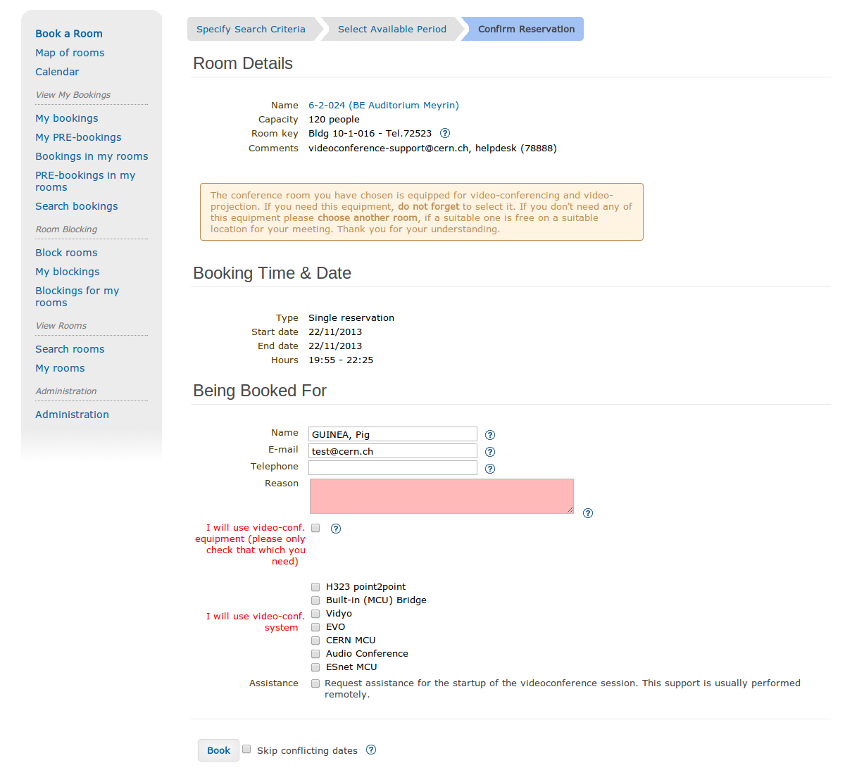 Book a Room
Map of rooms
Calendar
View My Bookings
My bookings
My PRE-bookings
Bookings in my rooms
PRE-bookings in my
rooms
Search bookings
Room Blocking
Block rooms
My blockings
Blockings for my
rooms
View Rooms
Search rooms
My rooms
Administration
Administration
Specify Search Criteria
Select Available Period
Confirm Reservation
Room Details
Name 6-2-024 (BE Auditorium Meyrin)
Capacity 120 people
Room key Bldg 10-1-016 - Tel.72523 ?
Comments videoconference-support@cern.ch, helpdesk (78888)
The conference room you have chosen is equipped for video-conferencing and video-
projection. If you need this equipment, do not forget to select it. If you don't need any of
this equipment please choose another room, if a suitable one is free on a suitable
location for your meeting. Thank you for your understanding.
Booking Time & Date
Type Single reservation
Start date 22/11/2013
End date 22/11/2013
Hours 19:55 - 22:25
Being Booked For
Name GUINEA, Pig ?
E-mail test@cern.ch ?
Telephone ?
Reason ?
I will use video-conf. ?
equipment (please only
check that which you
need)
I will use video-conf.
system
H323 point2point
Built-in (MCU) Bridge
Vidyo
EVO
CERN MCU
Audio Conference
ESnet MCU
Assistance Request assistance for the startup of the videoconference session. This support is usually performed
remotely.
Book Skip conflicting dates ?